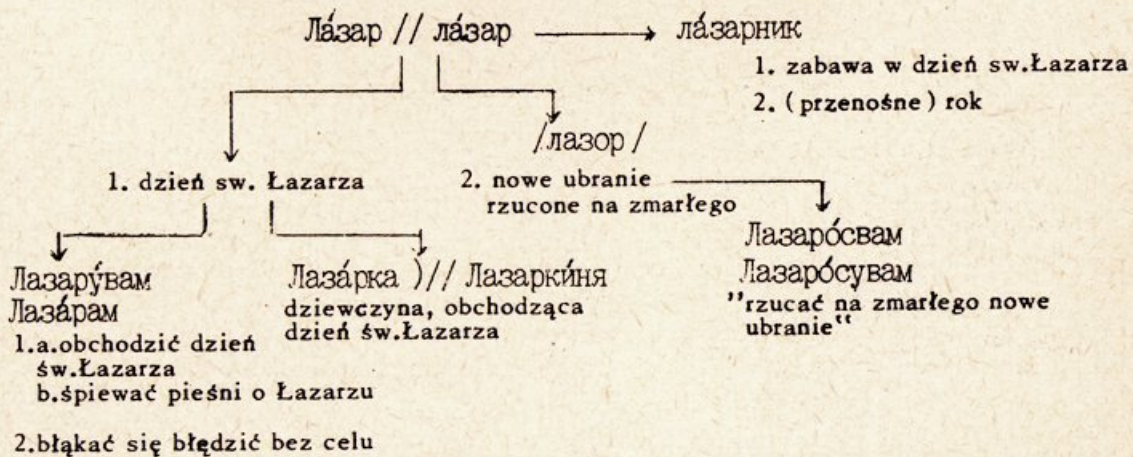 Ла́зар // ла́зар ла́зарник
1. zabawa w dzień sw.Łazarza
2. ( przenośne ) rok
/лазор /
1. dzień sw. Łazarza
2. nowe ubranie
rzucone na zmarłego
Лазаро́свам
Лазаро́сувам
"rzucać na zmarłego nowe
ubranie"
Лазару́вам
Лаза́рам
1.a.obchodzić dzień
św.Łazarza
b.śpiewać pieśni o Łazarzu
2.błąkać się błędzić bez celu
Лаза́рка )// Лазарки́ня
dziewczyna, obchodząca
dzień św.Łazarza